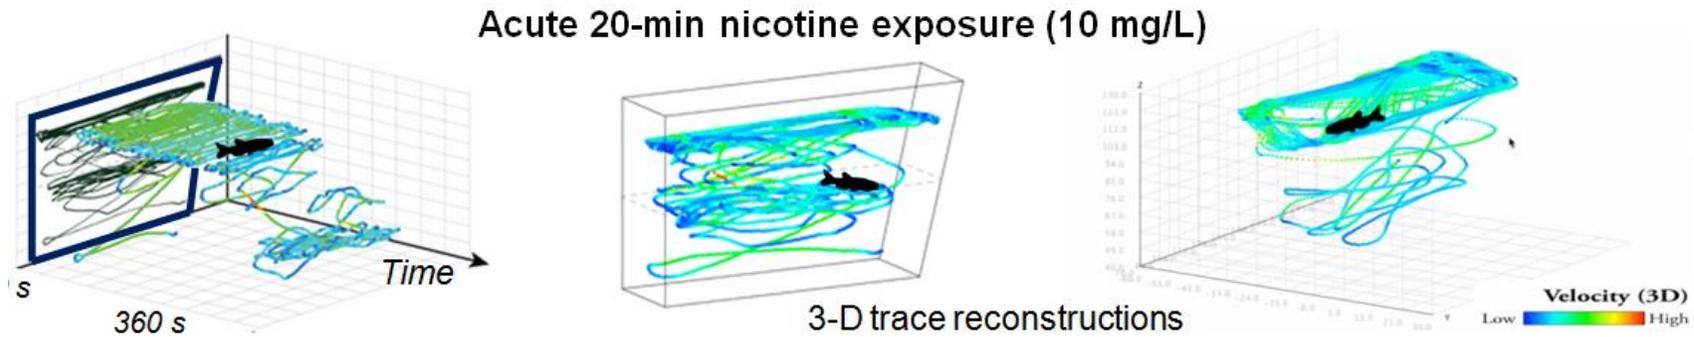 Acute 20-min nicotine exposure (10 mg/L)
Time
s
360 s
3-D trace reconstructions
z
Y
Velocity (3D)
Low High